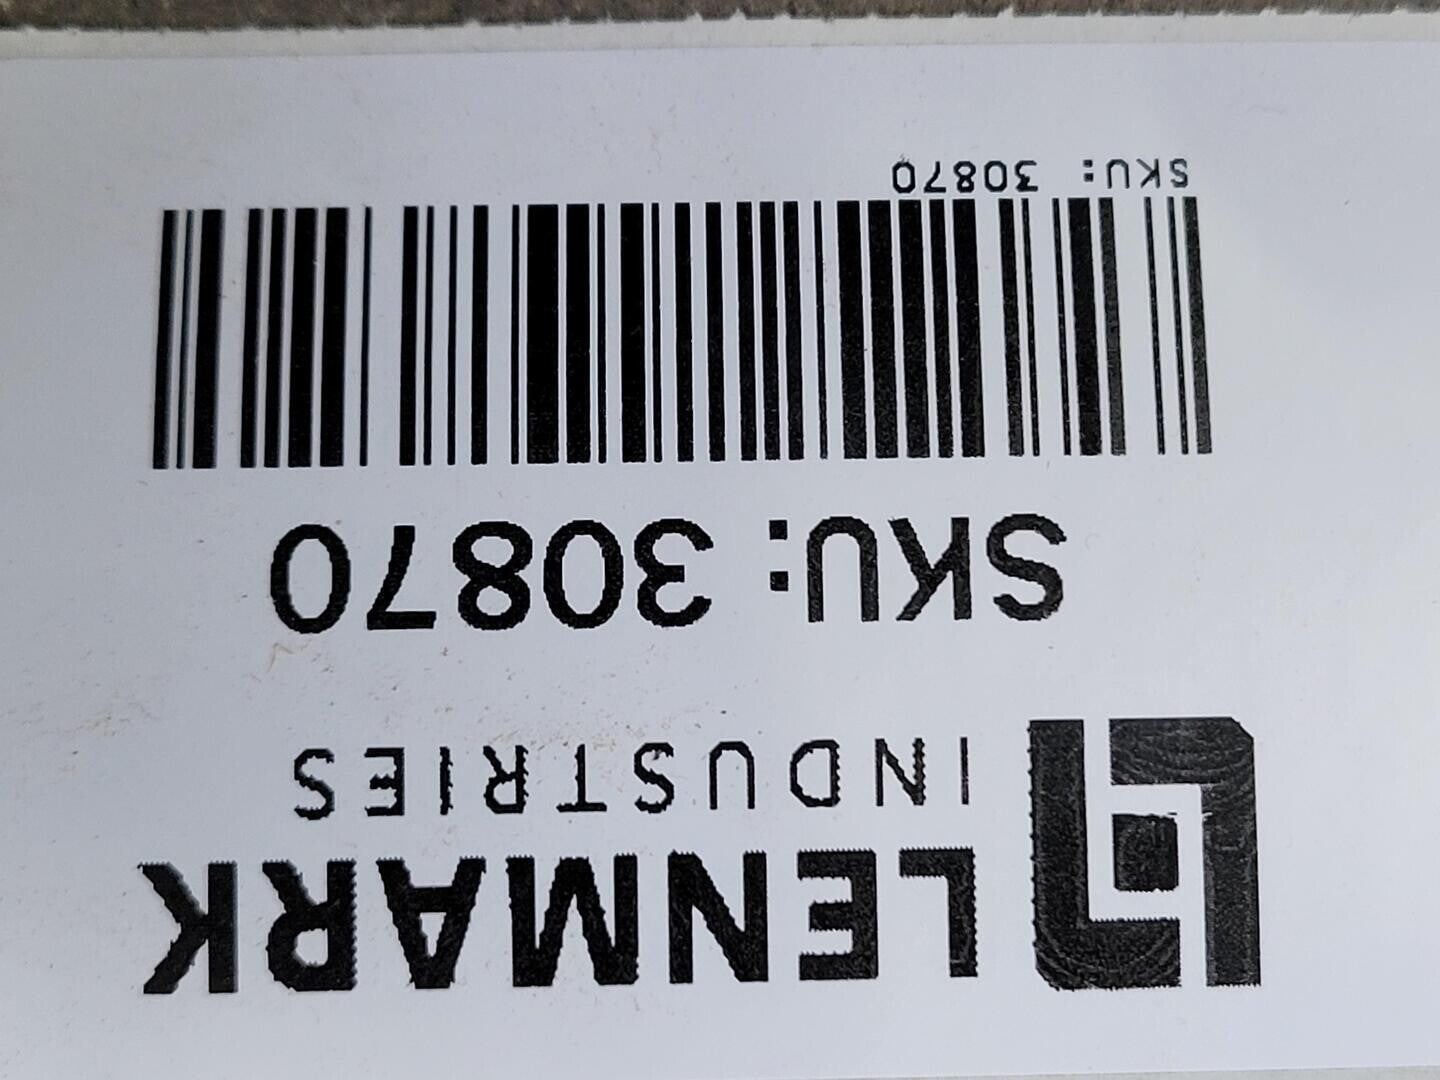 LENMARK
INDUSTRIES
SKU: 30870
SKU: 30870